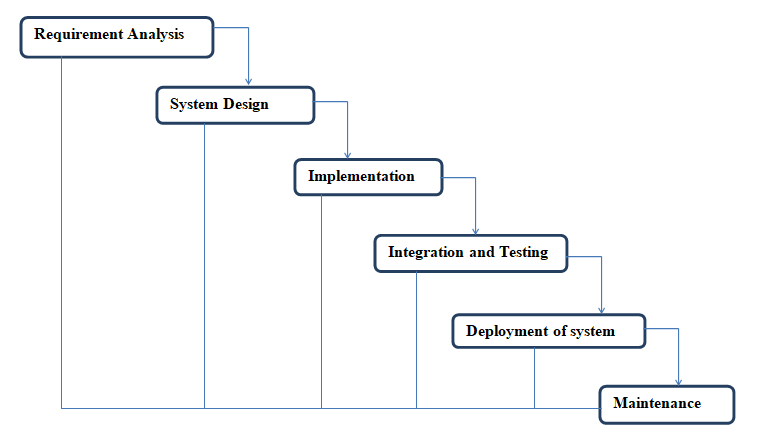 Requirement Analysis
System Design
Implementation
Integration and Testing
Deployment of system
Maintenance